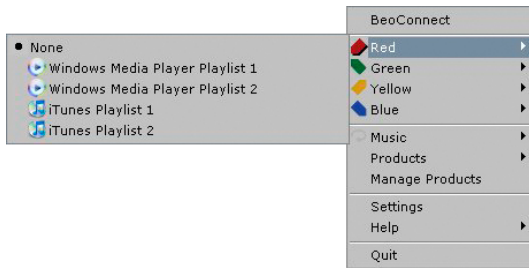 BeoConnect
Red
Green
Yellow
Blue
Music
Products
Manage Products
Settings
Help
Quit
None
Windows Media Player Playlist 1
Windows Media Player Playlist 2
iTunes Playlist 1
iTunes Playlist 2